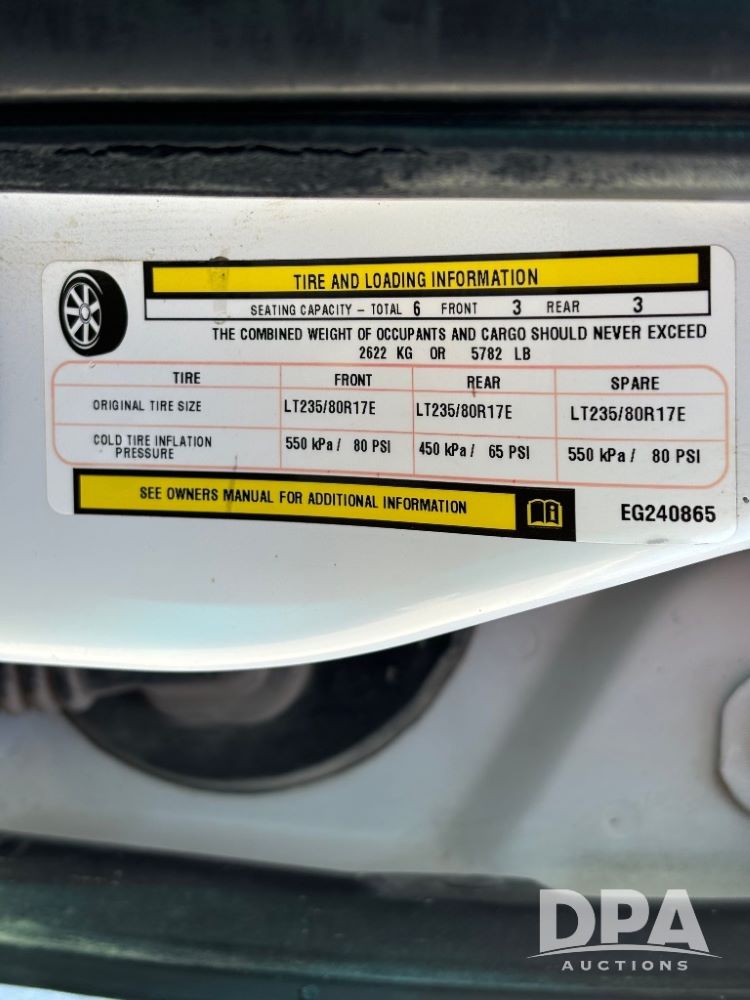 TIRE AND LOADING INFORMATION
SEATING CAPACITY – TOTAL 6 FRONT 3 REAR 3
THE COMBINED WEIGHT OF OCCUPANTS AND CARGO SHOULD NEVER EXCEED
2622 KG OR 5782 LB
TIRE FRONT REAR SPARE
ORIGINAL TIRE SIZE LT235/80R17E LT235/80R17E LT235/80R17E
COLD TIRE INFLATION
PRESSURE 550 kPa / 80 PSI 450 kPa / 65 PSI 550 kPa / 80 PSI
SEE OWNERS MANUAL FOR ADDITIONAL INFORMATION
EG240865
DPA
AUCTIONS